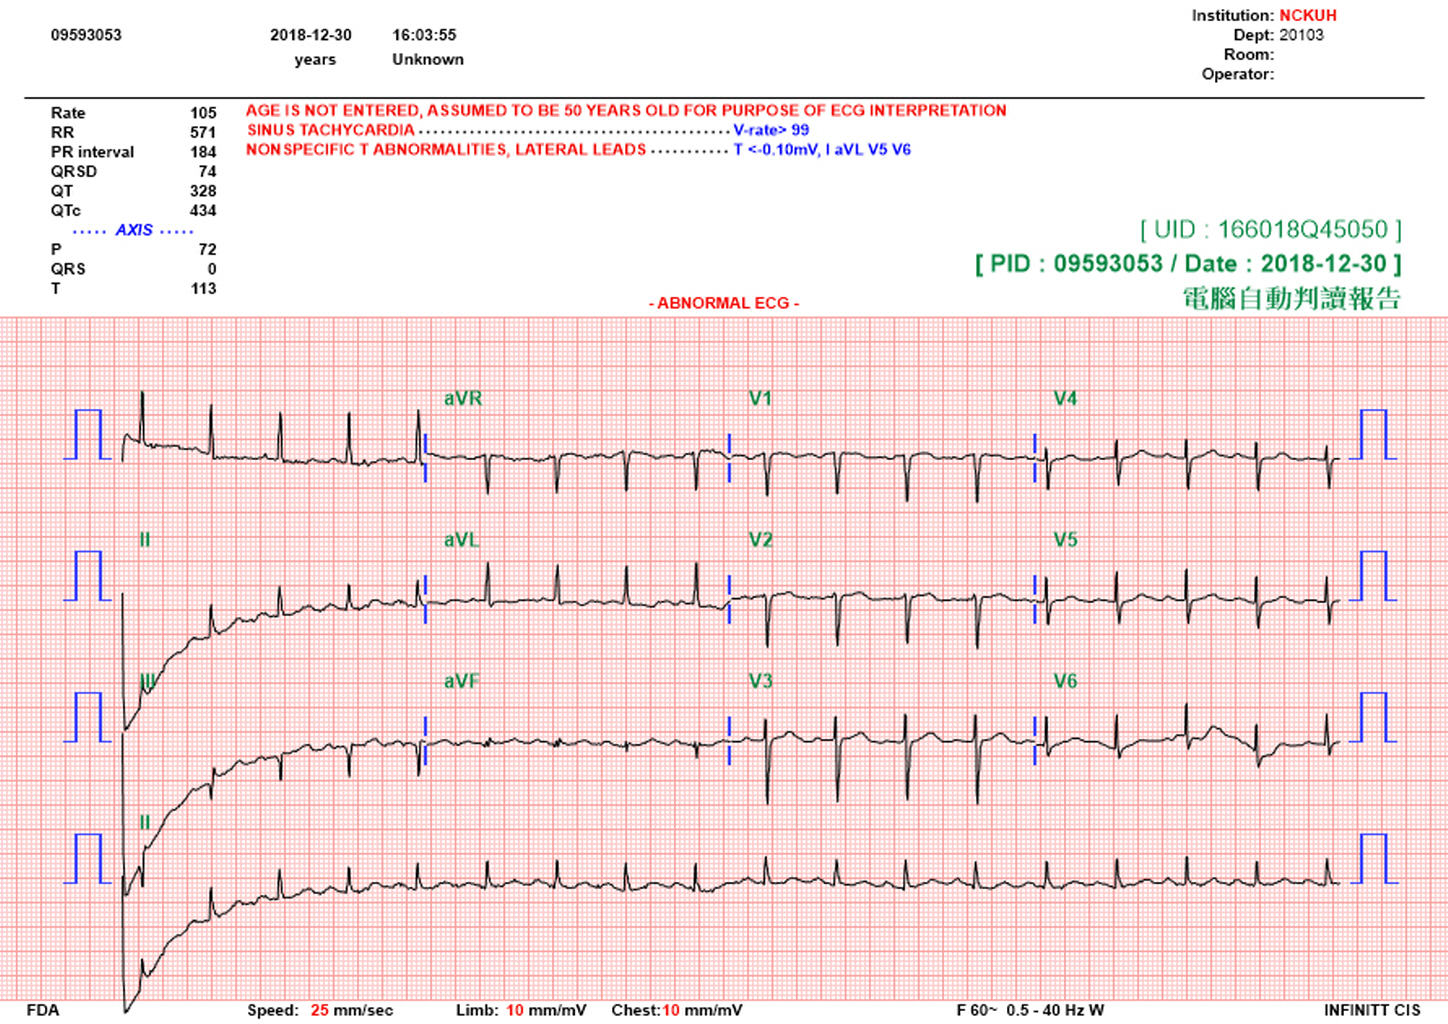 Institution: NCKUH
09593053 2018-12-30 16:03:55 Dept: 20103
years Unknown Room:
Operator:
Rate 105 AGE IS NOT ENTERED, ASSUMED TO BE 50 YEARS OLD FOR PURPOSE OF ECG INTERPRETATION
RR 571 SINUS TACHYCARDIA ........................................ V-rate> 99
PR interval 184 NONSPECIFIC T ABNORMALITIES, LATERAL LEADS ........... T <-0.10mV, I aVL V5 V6
QRSD 74
QT 328
QTc 434
..... AXIS .....
P 72
QRS 0
T 113
[ UID : 166018Q45050 ]
[ PID : 09593053 / Date : 2018-12-30 ]
電腦自動判讀報告
- ABNORMAL ECG -
aVR V1 V4
II aVL V2 V5
III aVF V3 V6
II
FDA Speed: 25 mm/sec Limb: 10 mm/mV Chest:10 mm/mV F 60~ 0.5 - 40 Hz W INFINITT CIS